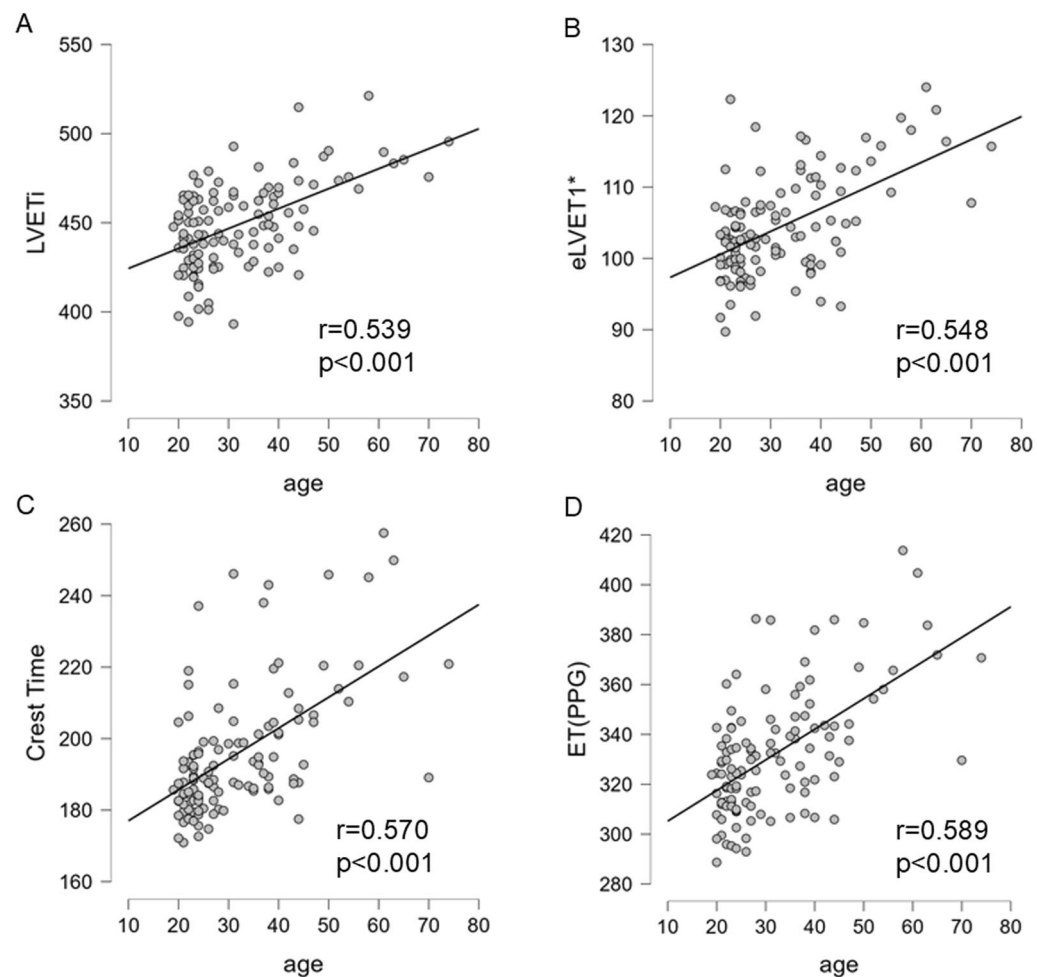 A
LVETi
550
500
450
400
350
r=0.539
p<0.001
10 20 30 40 50 60 70 80
age
B
eLVET1*
130
120
110
100
90
80
r=0.548
p<0.001
10 20 30 40 50 60 70 80
age
C
Crest Time
260
240
220
200
180
160
r=0.570
p<0.001
10 20 30 40 50 60 70 80
age
D
ET(PPG)
420
400
380
360
340
320
300
280
r=0.589
p<0.001
10 20 30 40 50 60 70 80
age